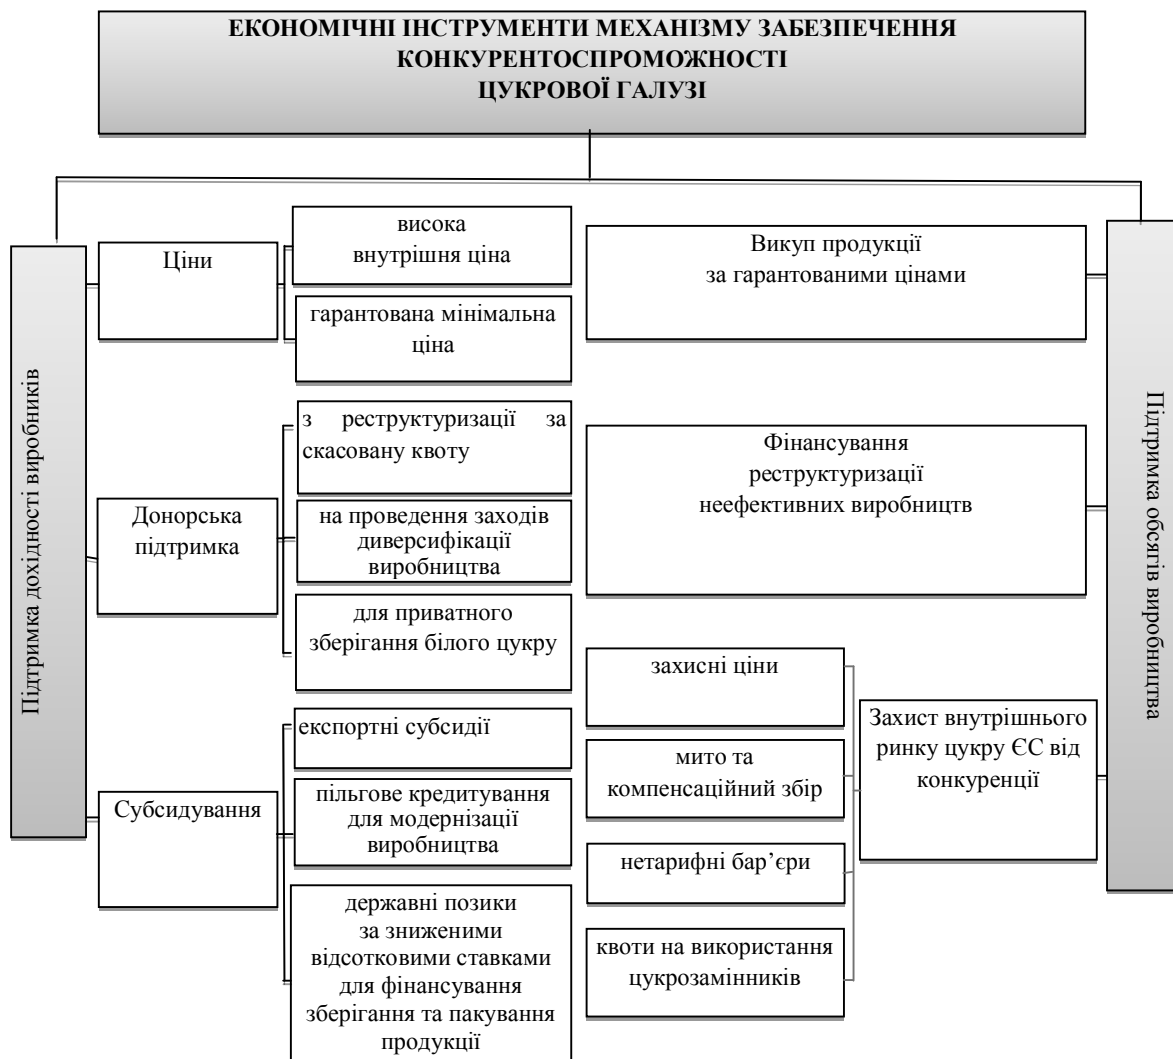 ЕКОНОМІЧНІ ІНСТРУМЕНТИ МЕХАНІЗМУ ЗАБЕЗПЕЧЕННЯ
КОНКУРЕНТОСПРОМОЖНОСТІ
ЦУКРОВОЇ ГАЛУЗІ
Підтримка дохідності виробників
Ціни
висока
внутрішня ціна
гарантована мінімальна
ціна
Донорська
підтримка
з реструктуризації за
скасовану квоту
на проведення заходів
диверсифікації
виробництва
для приватного
зберігання білого цукру
Субсидування
експортні субсидії
пільгове кредитування
для модернізації
виробництва
державні позики
за зниженими
відсотковими ставками
для фінансування
зберігання та пакування
продукції
Викуп продукції
за гарантованими цінами
Фінансування
реструктуризації
неефективних виробництв
захисні ціни
мито та
компенсаційний збір
нетарифні бар’єри
квоти на використання
цукрозамінників
Захист внутрішнього
ринку цукру ЄС від
конкуренції
Підтримка обсягів виробництва